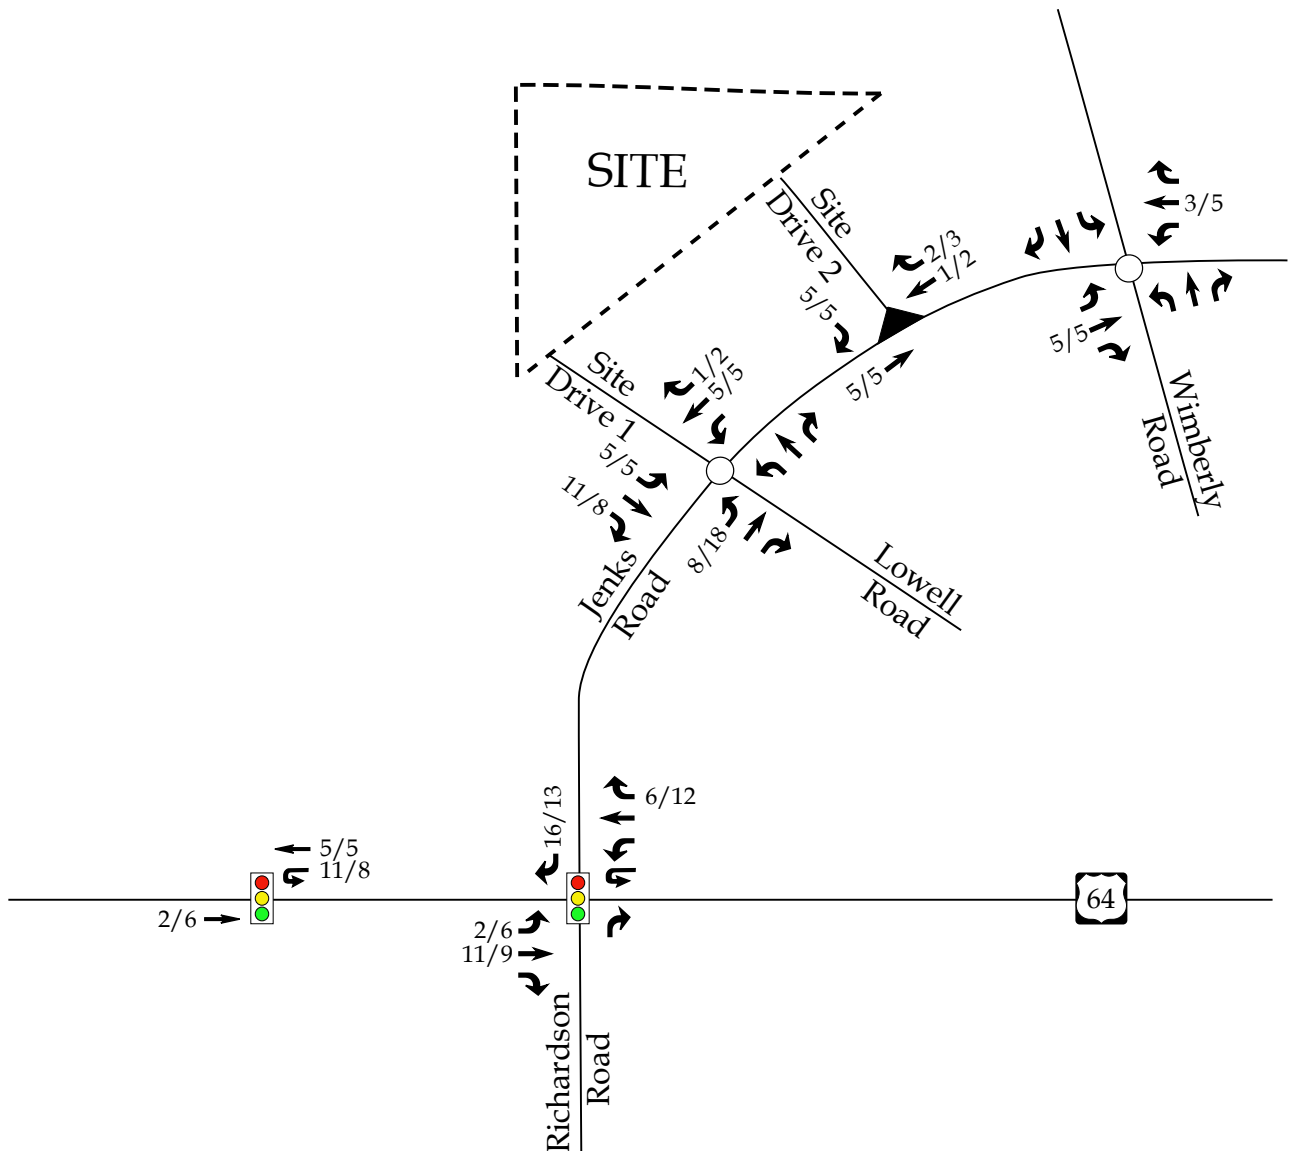 SITE
3/5
Site
Drive 2
2/3
1/2
5/5
5/5
5/5
Site
Drive 1
1/2
5/5
5/5
11/8
8/18
Wimberly
Road
Jenks
Road
Lowell
Road
16/13
6/12
5/5
11/8
2/6
2/6
11/9
64
Richardson
Road